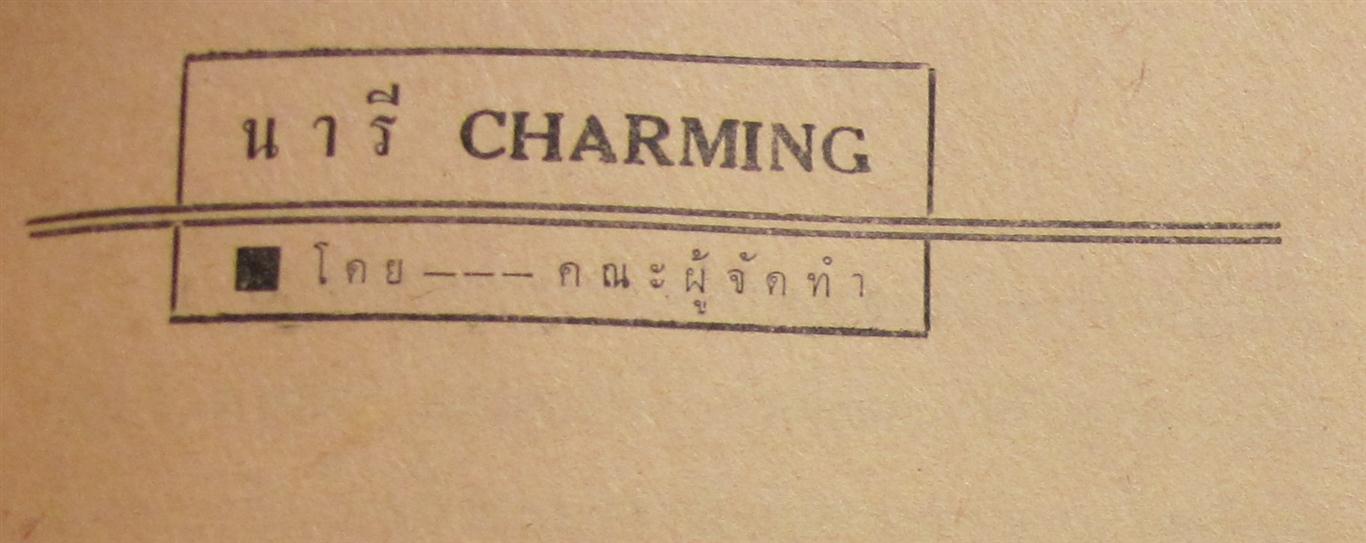 นารี CHARMING
■ โดย --- คณะผู้จัดทำ